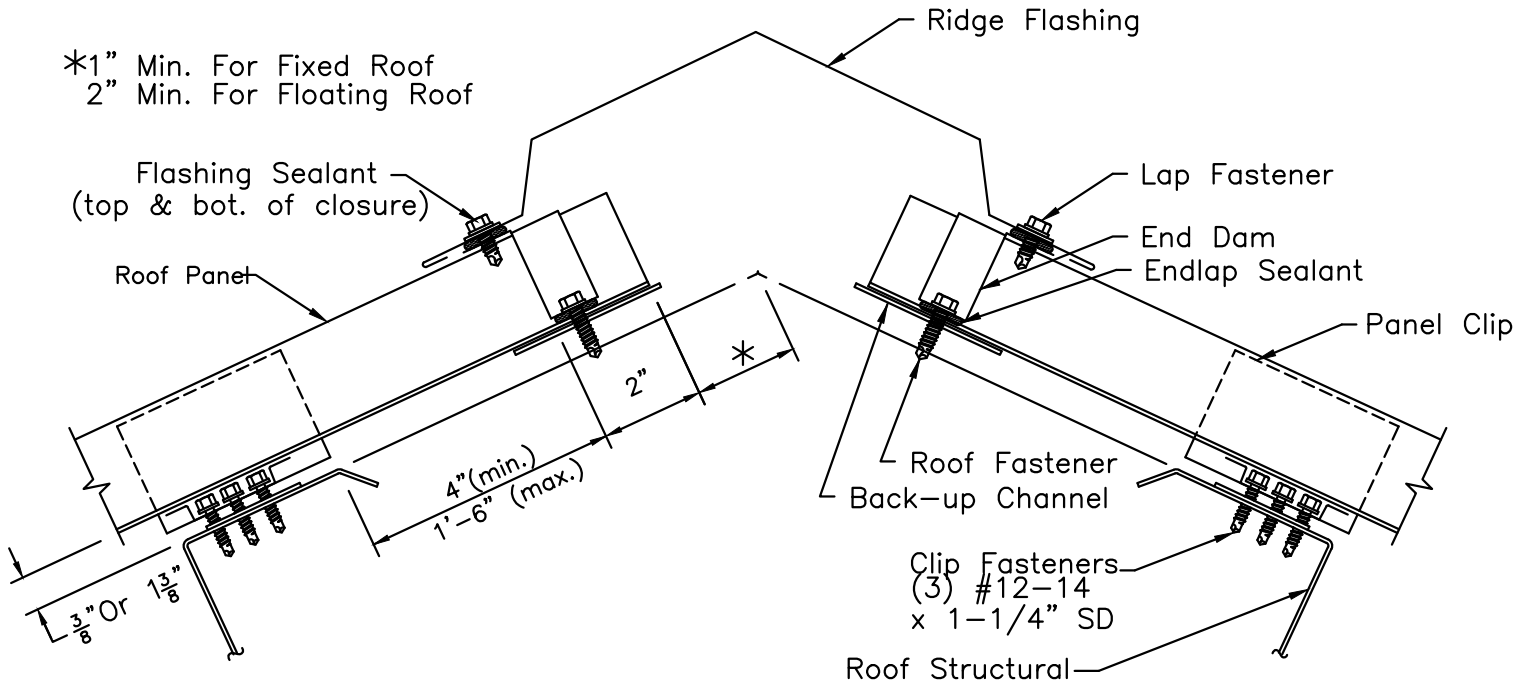 Ridge Flashing
*1” Min. For Fixed Roof
2” Min. For Floating Roof
Flashing Sealant
(top & bot. of closure)
Lap Fastener
End Dam
Endlap Sealant
Roof Panel
Panel Clip
*
2”
4”(min.)
1’-6” (max.)
Roof Fastener
Back-up Channel
Clip Fasteners
(3) #12-14
x 1-1/4” SD
3/8”Or 1 3/8”
Roof Structural